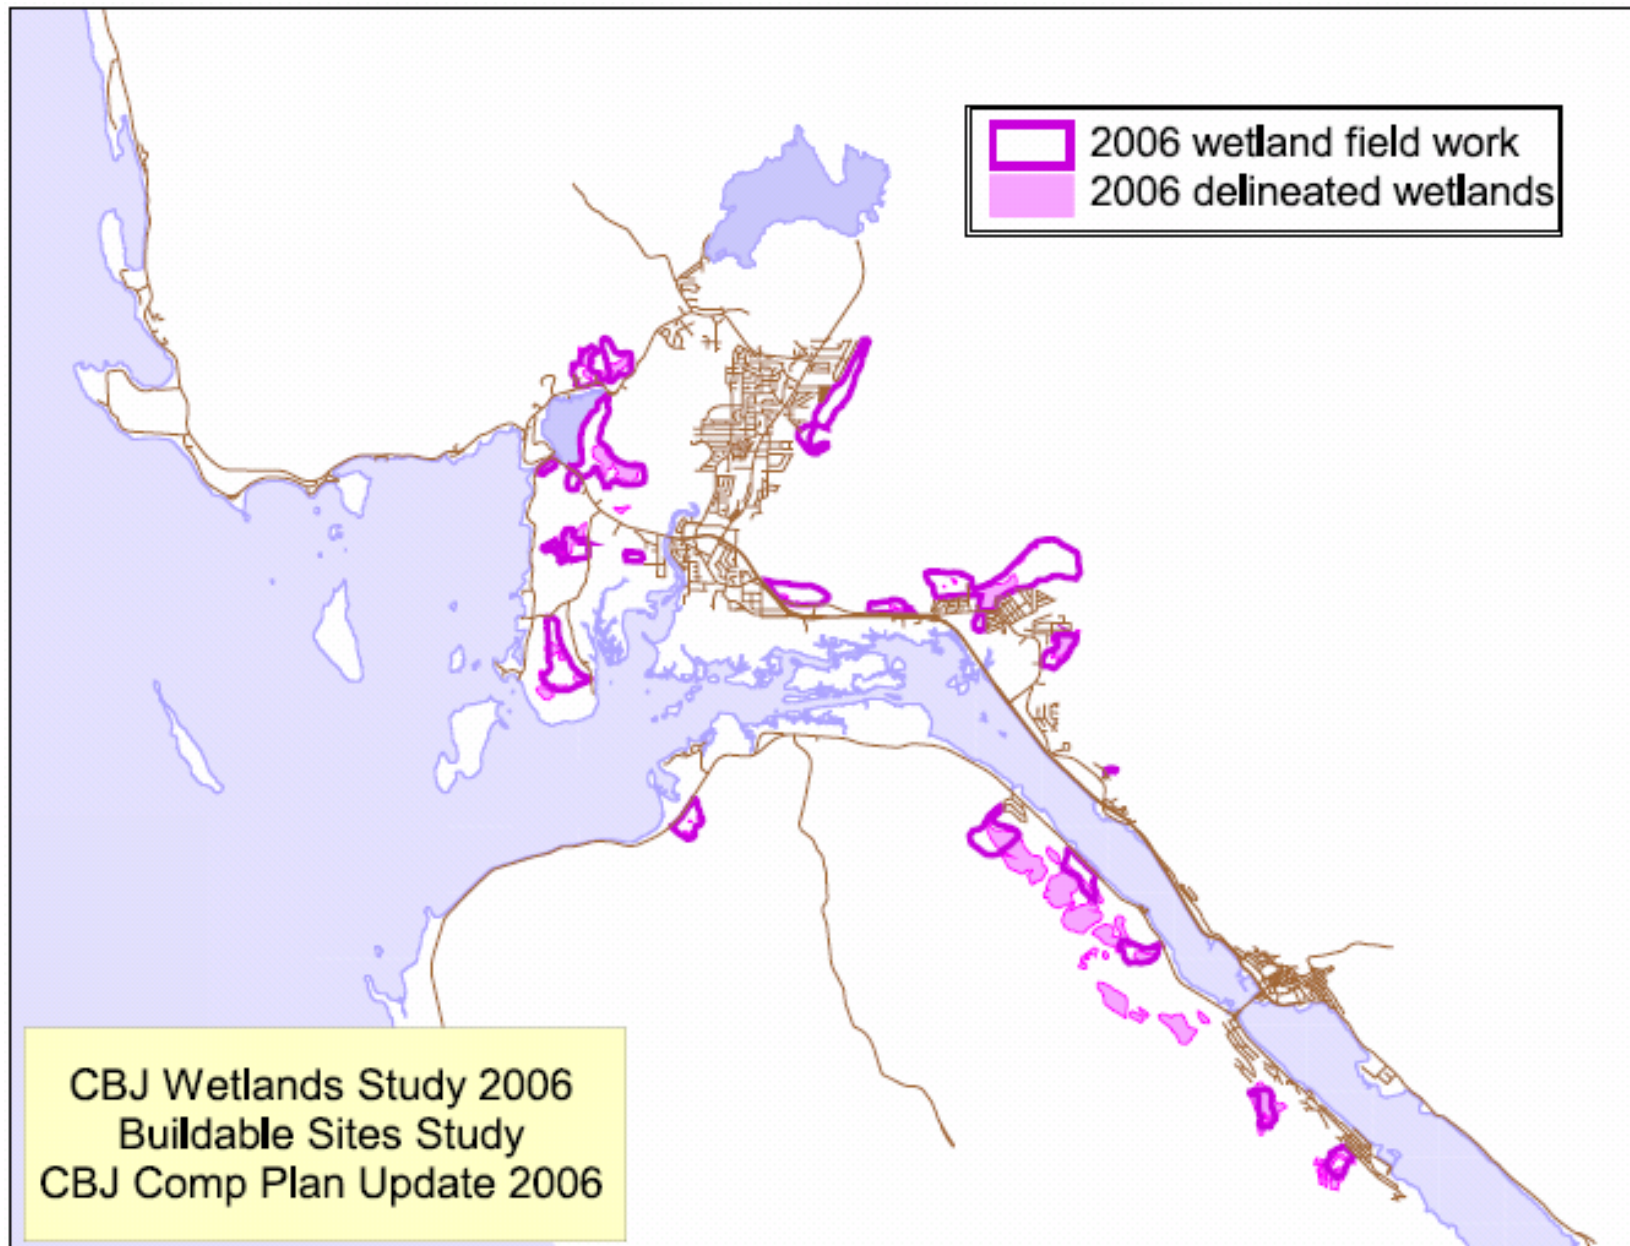 2006 wetland field work
2006 delineated wetlands
CBJ Wetlands Study 2006
Buildable Sites Study
CBJ Comp Plan Update 2006